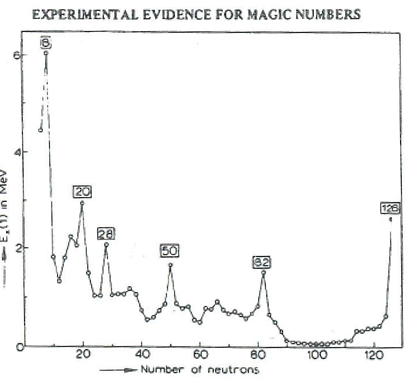 EXPERIMENTAL EVIDENCE FOR MAGIC NUMBERS
8
6
20
4
28
126
50
82
2
Ex(1) in MeV
0
20 40 60 80 100 120
Number of neutrons